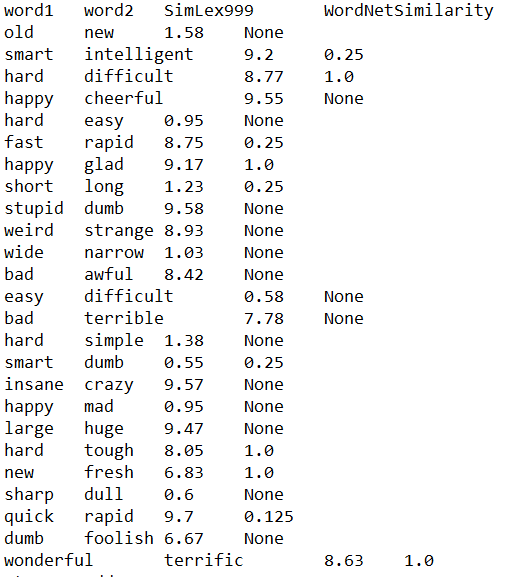 word1 word2 SimLex999 WordNetSimilarity
old new 1.58 None
smart intelligent 9.2 0.25
hard difficult 8.77 1.0
happy cheerful 9.55 None
hard easy 0.95 None
fast rapid 8.75 0.25
happy glad 9.17 1.0
short long 1.23 0.25
stupid dumb 9.58 None
weird strange 8.93 None
wide narrow 1.03 None
bad awful 8.42 None
easy difficult 0.58 None
bad terrible 7.78 None
hard simple 1.38 None
smart dumb 0.55 0.25
insane crazy 9.57 None
happy mad 0.95 None
large huge 9.47 None
hard tough 8.05 1.0
new fresh 6.83 1.0
sharp dull 0.6 None
quick rapid 9.7 0.125
dumb foolish 6.67 None
wonderful terrific 8.63 1.0